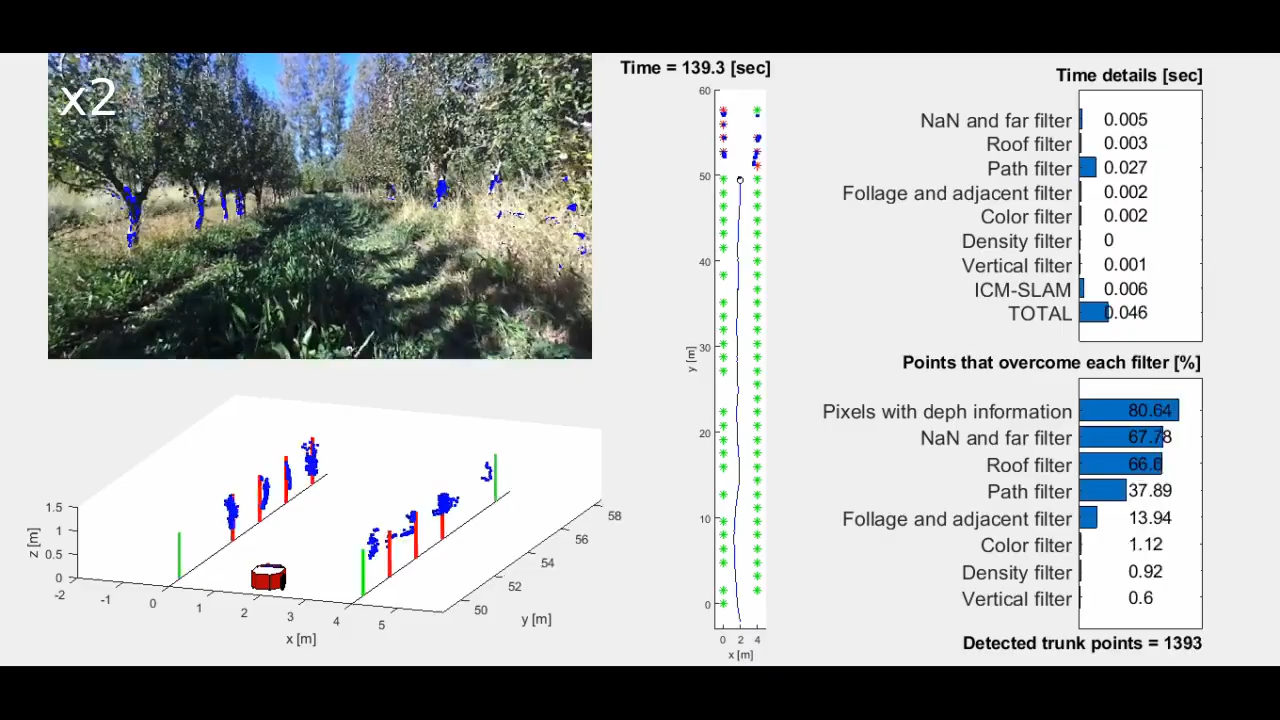 x2
Time = 139.3 [sec]
60
50
40
30
20
10
0
y [m]
0 2 4
x [m]
Time details [sec]
NaN and far filter 0.005
Roof filter 0.003
Path filter 0.027
Follage and adjacent filter 0.002
Color filter 0.002
Density filter 0
Vertical filter 0.001
ICM-SLAM 0.006
TOTAL 0.046
Points that overcome each filter [%]
Pixels with deph information 80.64
NaN and far filter 67.78
Roof filter 66.6
Path filter 37.89
Follage and adjacent filter 13.94
Color filter 1.12
Density filter 0.92
Vertical filter 0.6
Detected trunk points = 1393
1.5
1
0.5
0
z [m]
-2 -1 0 1 2 3 4 5
x [m]
50 52 54 56 58
y [m]